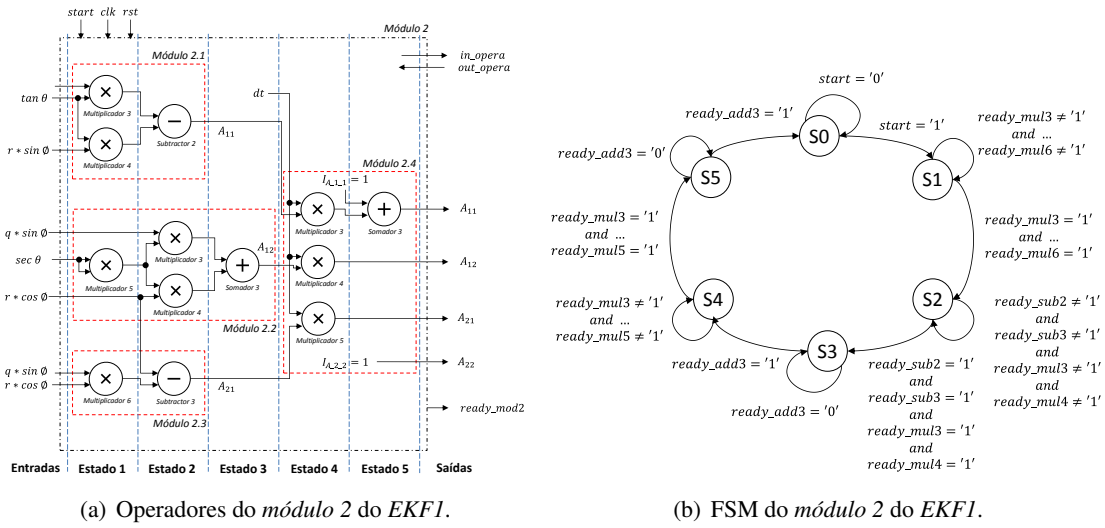 start clk rst
Módulo 2
in_opera
out_opera
Módulo 2.1
tan θ
Multiplicador 3
Subtractor 2
r ∗ sin ∅
Multiplicador 4
A11
dt
Módulo 2.4
I_A_1_1 = 1
Multiplicador 3
Somador 3
A11
q ∗ sin ∅
Multiplicador 3
A12
sec θ
Multiplicador 5
Somador 3
Multiplicador 4
A12
r ∗ cos ∅
Multiplicador 4
Módulo 2.2
Multiplicador 5
A21
I_A_2_2 = 1
A22
q ∗ sin ∅
r ∗ cos ∅
Multiplicador 6
Subtractor 3
A21
Módulo 2.3
ready_mod2
Entradas Estado 1 Estado 2 Estado 3 Estado 4 Estado 5 Saídas
(a) Operadores do módulo 2 do EKF1.
start = '0'
ready_add3 = '1'
S0
start = '1'
ready_mul3 ≠ '1'
and ...
ready_mul6 ≠ '1'
ready_add3 = '0'
S5
S1
ready_mul3 = '1'
and ...
ready_mul5 = '1'
ready_mul3 = '1'
and ...
ready_mul6 = '1'
S4
S2
ready_mul3 ≠ '1'
and ...
ready_mul5 ≠ '1'
ready_sub2 ≠ '1'
and
ready_sub3 ≠ '1'
and
ready_mul3 ≠ '1'
and
ready_mul4 ≠ '1'
S3
ready_add3 = '1'
ready_add3 = '0'
ready_sub2 = '1'
and
ready_sub3 = '1'
and
ready_mul3 = '1'
and
ready_mul4 = '1'
(b) FSM do módulo 2 do EKF1.